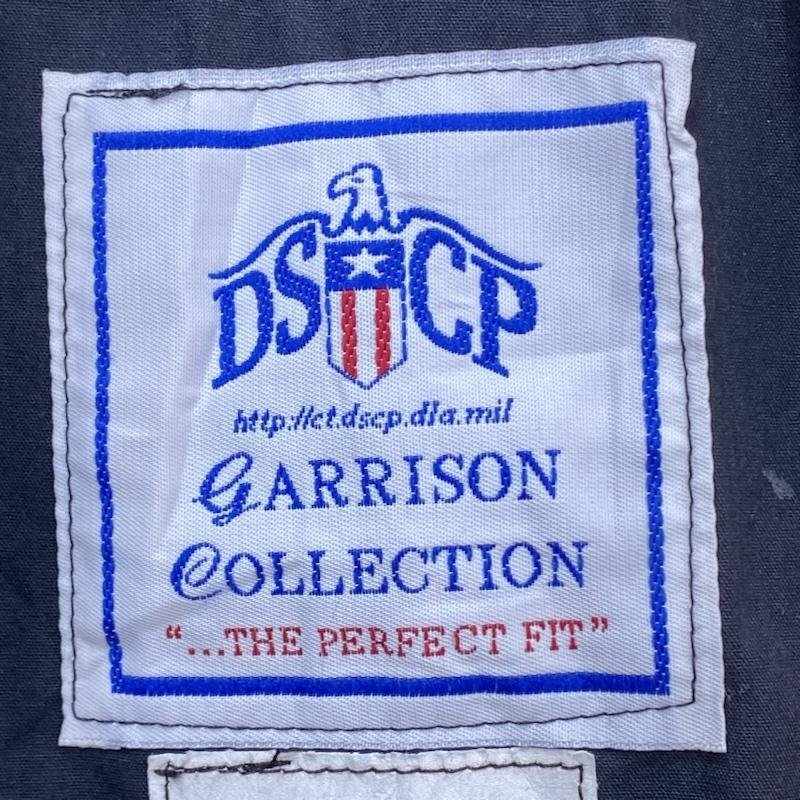 DSCP
http://ct.dscp.dla.mil
GARRISON
COLLECTION
"...THE PERFECT FIT"